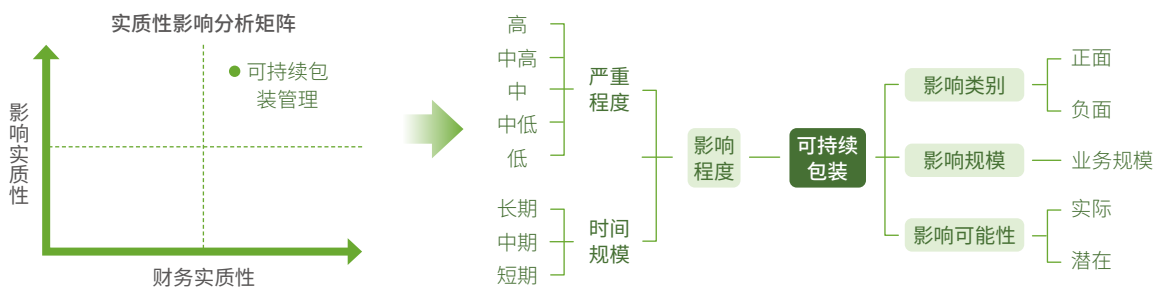 实质性影响分析矩阵
影响实质性
可持续包
装管理
财务实质性
高
中高
中
中低
低
严重
程度
长期
中期
短期
时间
规模
影响
程度
可持续
包装
影响类别
正面
负面
影响规模
业务规模
影响可能性
实际
潜在